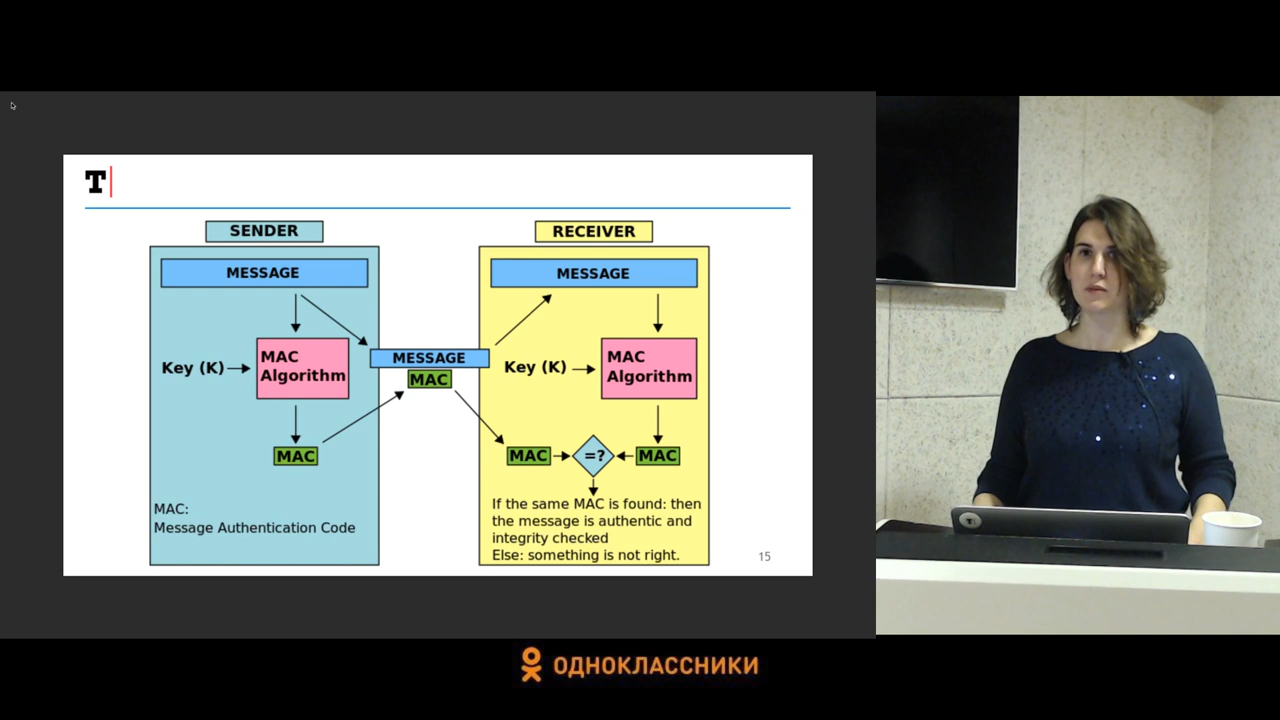 T
SENDER
RECEIVER
MESSAGE
MESSAGE
MAC
Algorithm
Key (K)
MESSAGE
MAC
Key (K)
MAC
Algorithm
MAC
MAC
=?
MAC
MAC:
Message Authentication Code
If the same MAC is found: then
the message is authentic and
integrity checked
Else: something is not right.
15
T
ОДНОКЛАССНИКИ